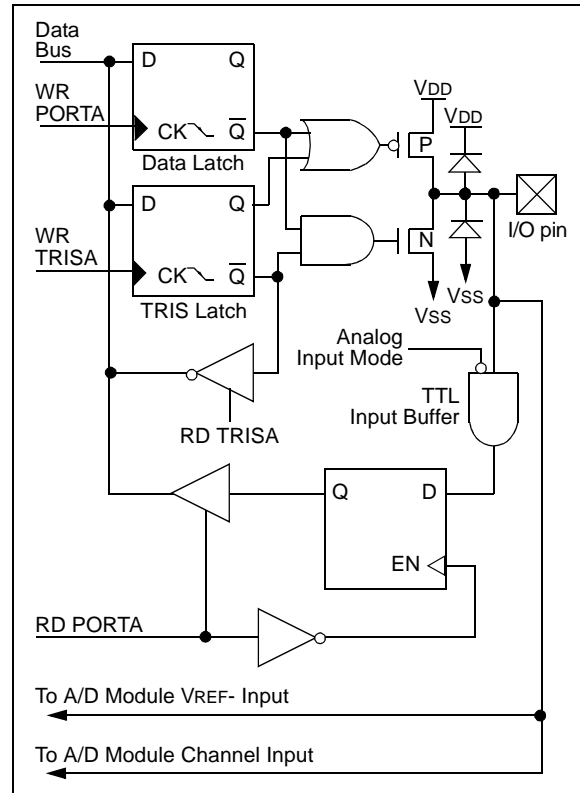 Data
Bus
D Q
VDD
WR
PORTA
VDD
CK Q
P
Data Latch
D Q
I/O pin
WR
TRISA
N
CK Q
VSS
VSS
TRIS Latch
Analog
Input Mode
TTL
Input Buffer
RD TRISA
Q D
EN
RD PORTA
To A/D Module VREF- Input
To A/D Module Channel Input